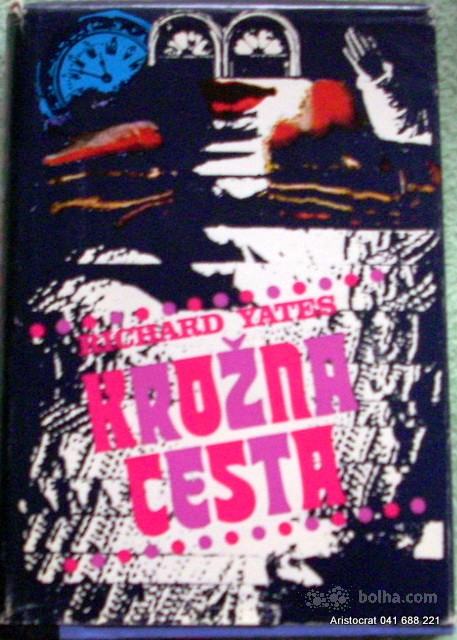 RICHARD YATES
KROŽNA
CESTA
bolha.com
Aristocrat 041 688 221